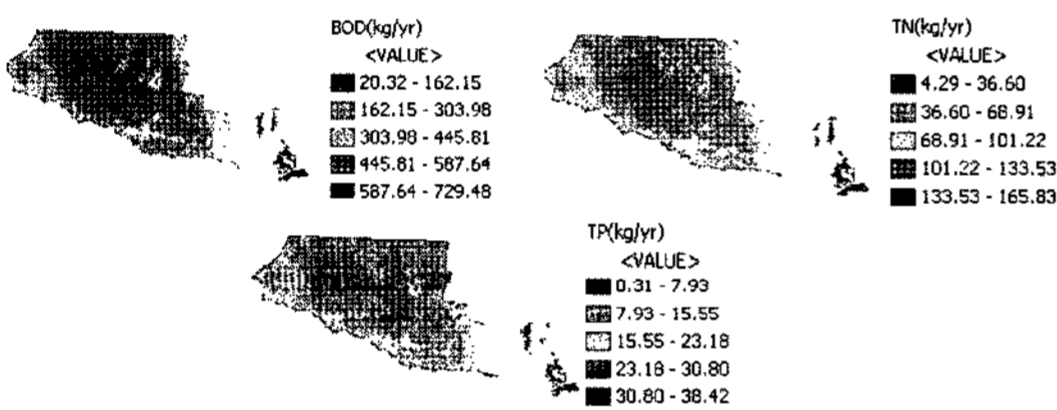 BOD(kg/yr)
<VALUE>
20.32 - 162.15
162.15 - 303.98
303.98 - 445.81
445.81 - 587.64
587.64 - 729.48
TN(kg/yr)
<VALUE>
4.29 - 36.60
36.60 - 68.91
68.91 - 101.22
101.22 - 133.53
133.53 - 165.83
TP(kg/yr)
<VALUE>
0.31 - 7.93
7.93 - 15.55
15.55 - 23.18
23.18 - 30.80
30.80 - 38.42